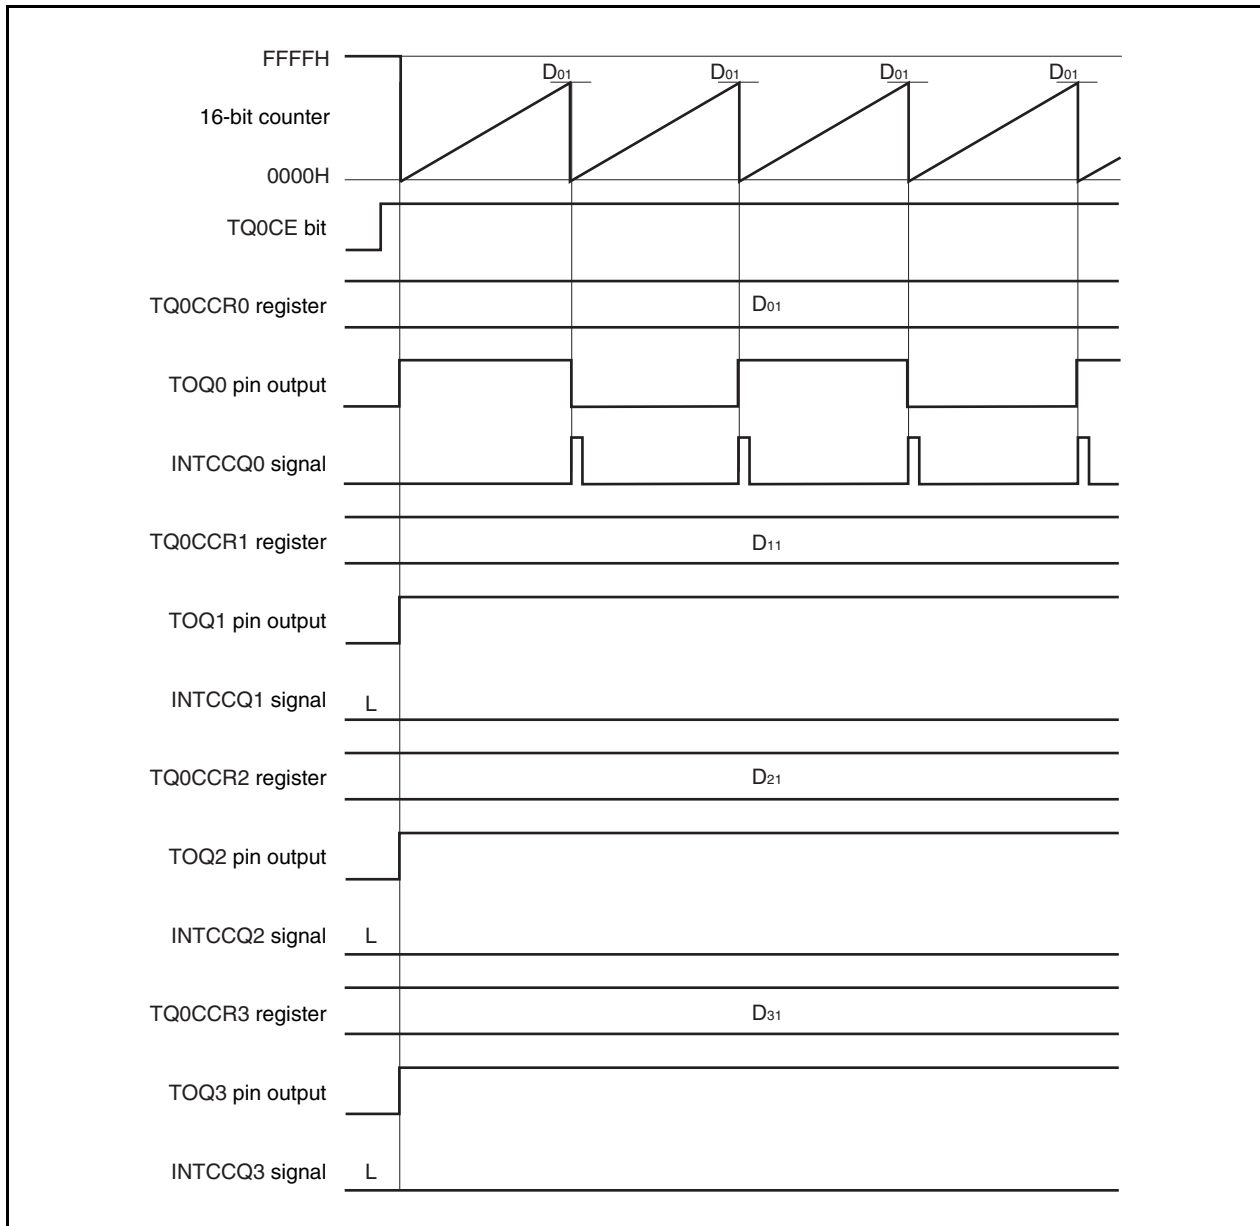 FFFFH
D01 D01 D01 D01
16-bit counter
0000H
TQ0CE bit
TQ0CCR0 register D01
TOQ0 pin output
INTCCQ0 signal
TQ0CCR1 register D11
TOQ1 pin output
INTCCQ1 signal L
TQ0CCR2 register D21
TOQ2 pin output
INTCCQ2 signal L
TQ0CCR3 register D31
TOQ3 pin output
INTCCQ3 signal L